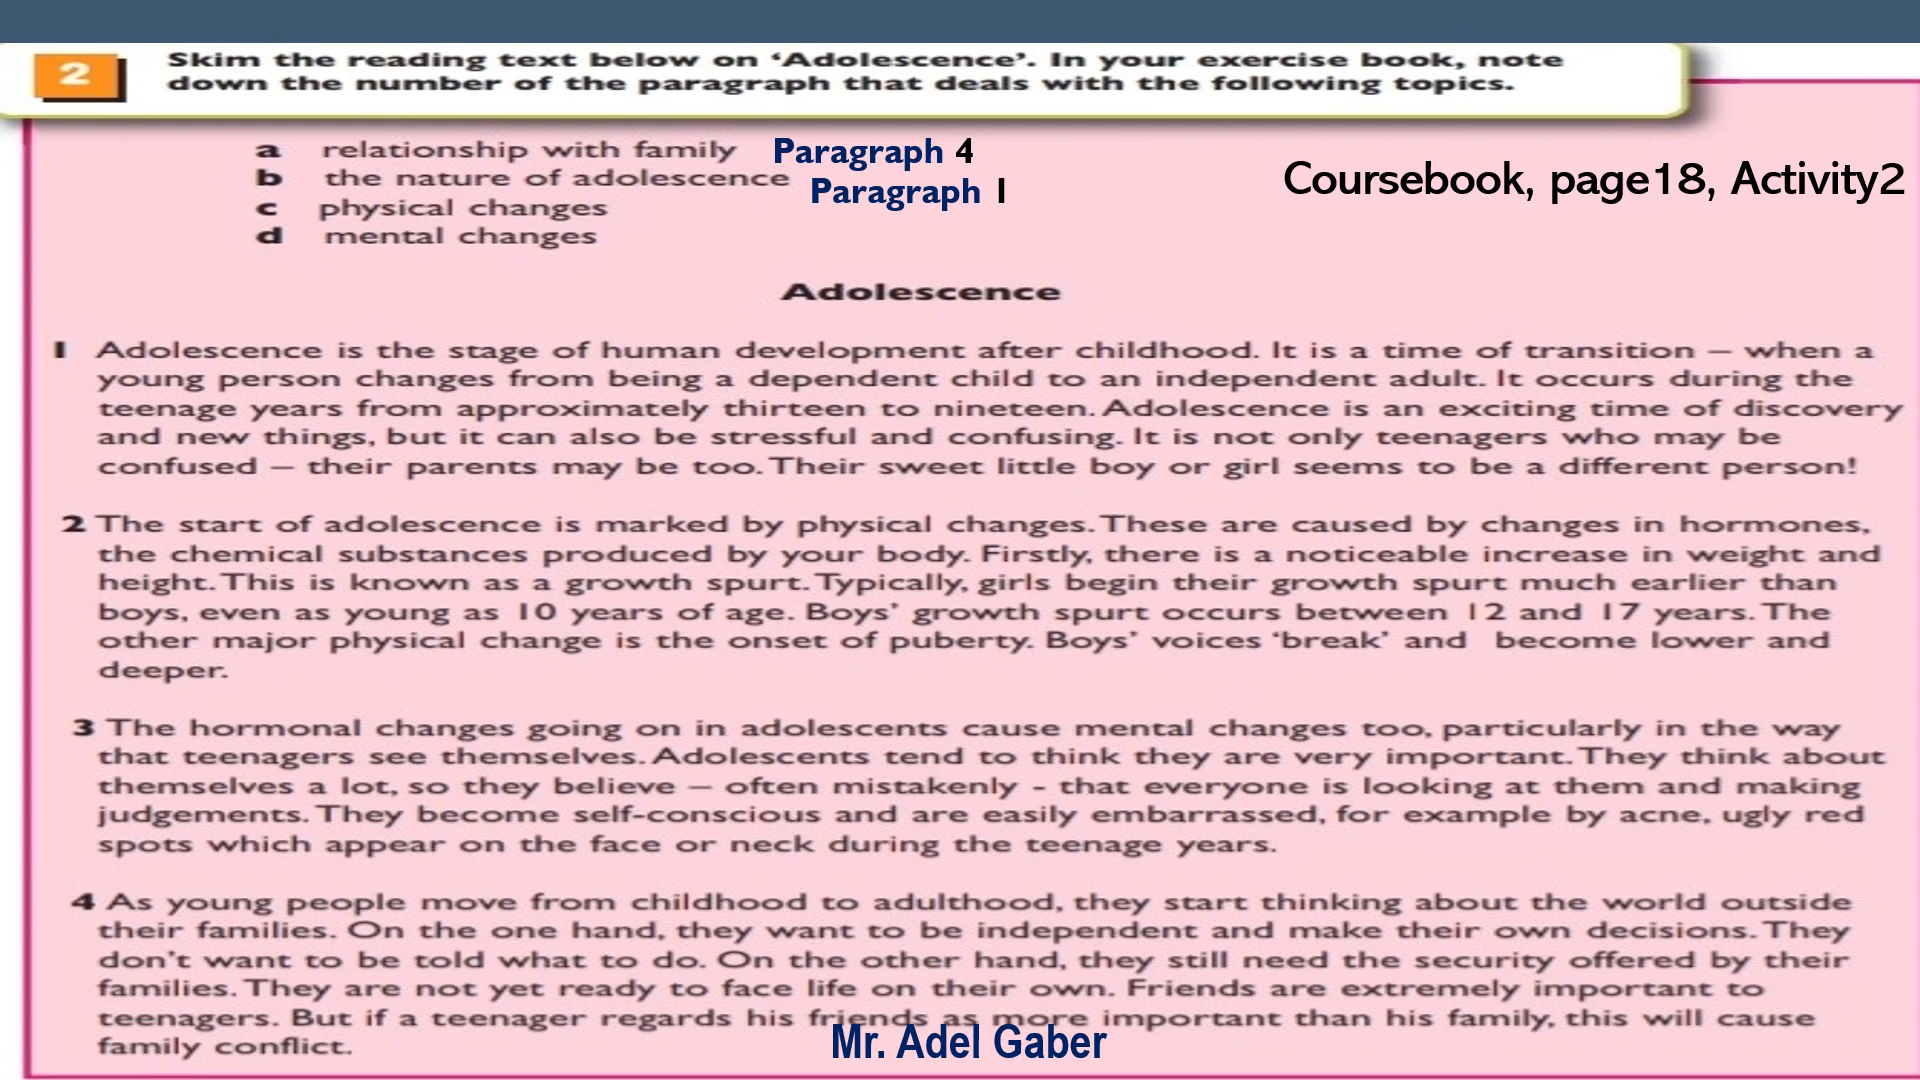 2
Skim the reading text below on ‘Adolescence’. In your exercise book, note
down the number of the paragraph that deals with the following topics.
a relationship with family Paragraph 4
b the nature of adolescence Paragraph 1
Coursebook, page18, Activity2
c physical changes
d mental changes
Adolescence
1 Adolescence is the stage of human development after childhood. It is a time of transition – when a
young person changes from being a dependent child to an independent adult. It occurs during the
teenage years from approximately thirteen to nineteen. Adolescence is an exciting time of discovery
and new things, but it can also be stressful and confusing. It is not only teenagers who may be
confused – their parents may be too. Their sweet little boy or girl seems to be a different person!
2 The start of adolescence is marked by physical changes. These are caused by changes in hormones,
the chemical substances produced by your body. Firstly, there is a noticeable increase in weight and
height. This is known as a growth spurt. Typically, girls begin their growth spurt much earlier than
boys, even as young as 10 years of age. Boys’ growth spurt occurs between 12 and 17 years. The
other major physical change is the onset of puberty. Boys’ voices ‘break’ and become lower and
deeper.
3 The hormonal changes going on in adolescents cause mental changes too, particularly in the way
that teenagers see themselves. Adolescents tend to think they are very important. They think about
themselves a lot, so they believe – often mistakenly - that everyone is looking at them and making
judgements. They become self-conscious and are easily embarrassed, for example by acne, ugly red
spots which appear on the face or neck during the teenage years.
4 As young people move from childhood to adulthood, they start thinking about the world outside
their families. On the one hand, they want to be independent and make their own decisions. They
don’t want to be told what to do. On the other hand, they still need the security offered by their
families. They are not yet ready to face life on their own. Friends are extremely important to
teenagers. But if a teenager regards his friends as more important than his family, this will cause
family conflict.
Mr. Adel Gaber